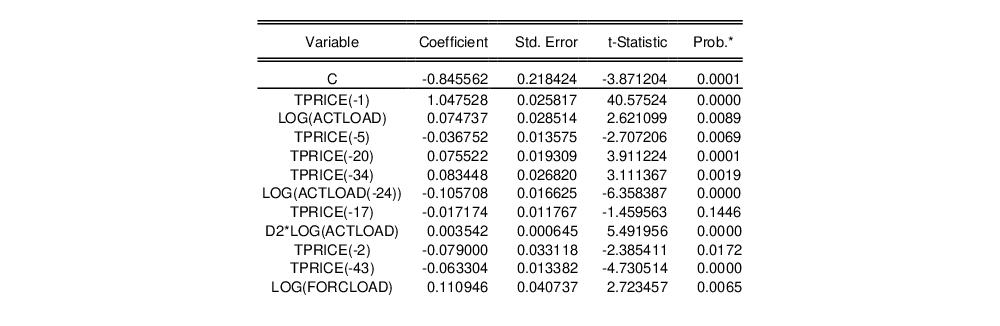 Variable Coefficient Std. Error t-Statistic Prob.*
C -0.845562 0.218424 -3.871204 0.0001
TPRICE(-1) 1.047528 0.025817 40.57524 0.0000
LOG(ACTLOAD) 0.074737 0.028514 2.621099 0.0089
TPRICE(-5) -0.036752 0.013575 -2.707206 0.0069
TPRICE(-20) 0.075522 0.019309 3.911224 0.0001
TPRICE(-34) 0.083448 0.026820 3.111367 0.0019
LOG(ACTLOAD(-24)) -0.105708 0.016625 -6.358387 0.0000
TPRICE(-17) -0.017174 0.011767 -1.459563 0.1446
D2*LOG(ACTLOAD) 0.003542 0.000645 5.491956 0.0000
TPRICE(-2) -0.079000 0.033118 -2.385411 0.0172
TPRICE(-43) -0.063304 0.013382 -4.730514 0.0000
LOG(FORCLOAD) 0.110946 0.040737 2.723457 0.0065